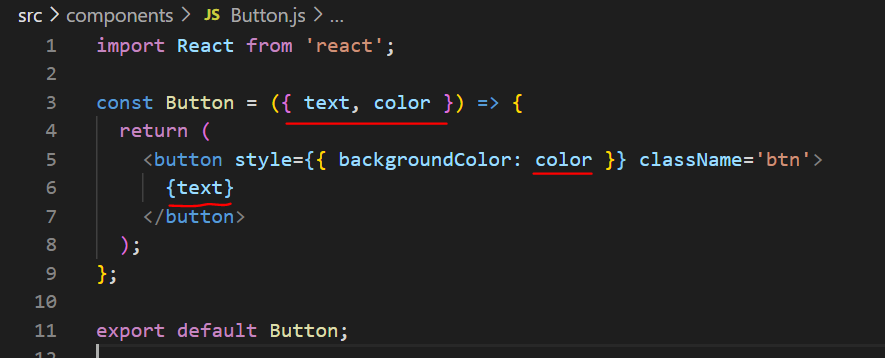 src > components > JS Button.js > ...
1 import React from 'react';
2
3 const Button = ({ text, color }) => {
4   return (
5     <button style={{ backgroundColor: color }} className='btn'>
6       {text}
7     </button>
8   );
9 };
10
11 export default Button;
12